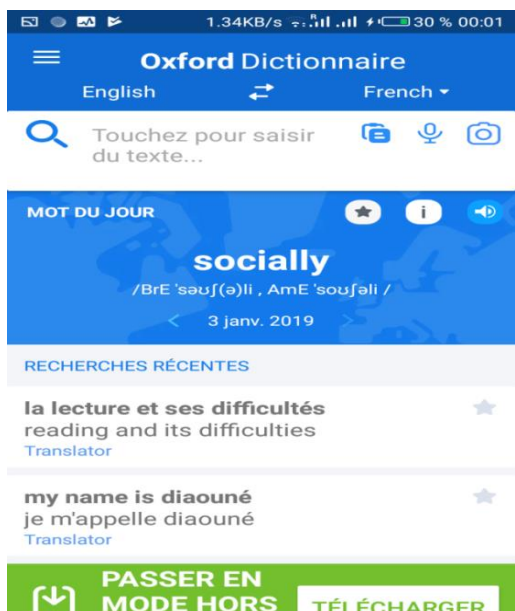 1.34KB/s 30 % 00:01
Oxford Dictionnaire
English French
Touchez pour saisir
du texte...
MOT DU JOUR
socially
/BrE 'səʊʃ(ə)li , AmE 'soʊʃəli /
< 3 janv. 2019 >
RECHERCHES RÉCENTES
la lecture et ses difficultés
reading and its difficulties
Translator
my name is diaouné
je m'appelle diaouné
Translator
PASSER EN
MODE HORS
TÉLÉCHARGER